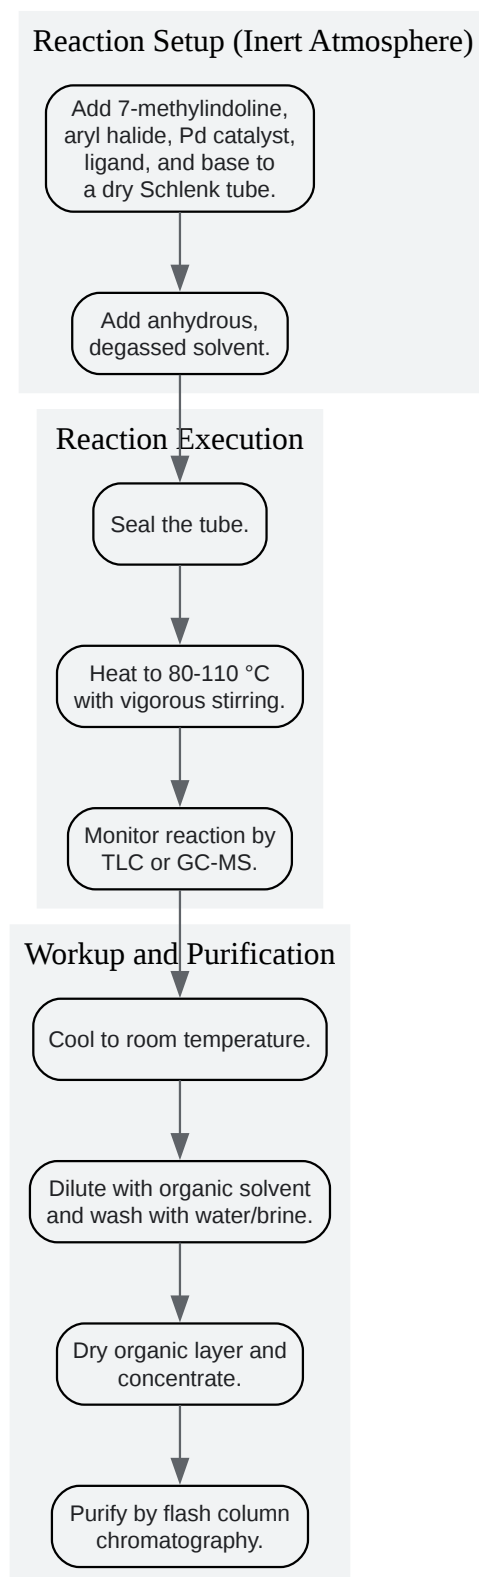 Reaction Setup (Inert Atmosphere)
Add 7-methylindoline,
aryl halide, Pd catalyst,
ligand, and base to
a dry Schlenk tube.
Add anhydrous,
degassed solvent.
Reaction Execution
Seal the tube.
Heat to 80-110 °C
with vigorous stirring.
Monitor reaction by
TLC or GC-MS.
Workup and Purification
Cool to room temperature.
Dilute with organic solvent
and wash with water/brine.
Dry organic layer and
concentrate.
Purify by flash column
chromatography.